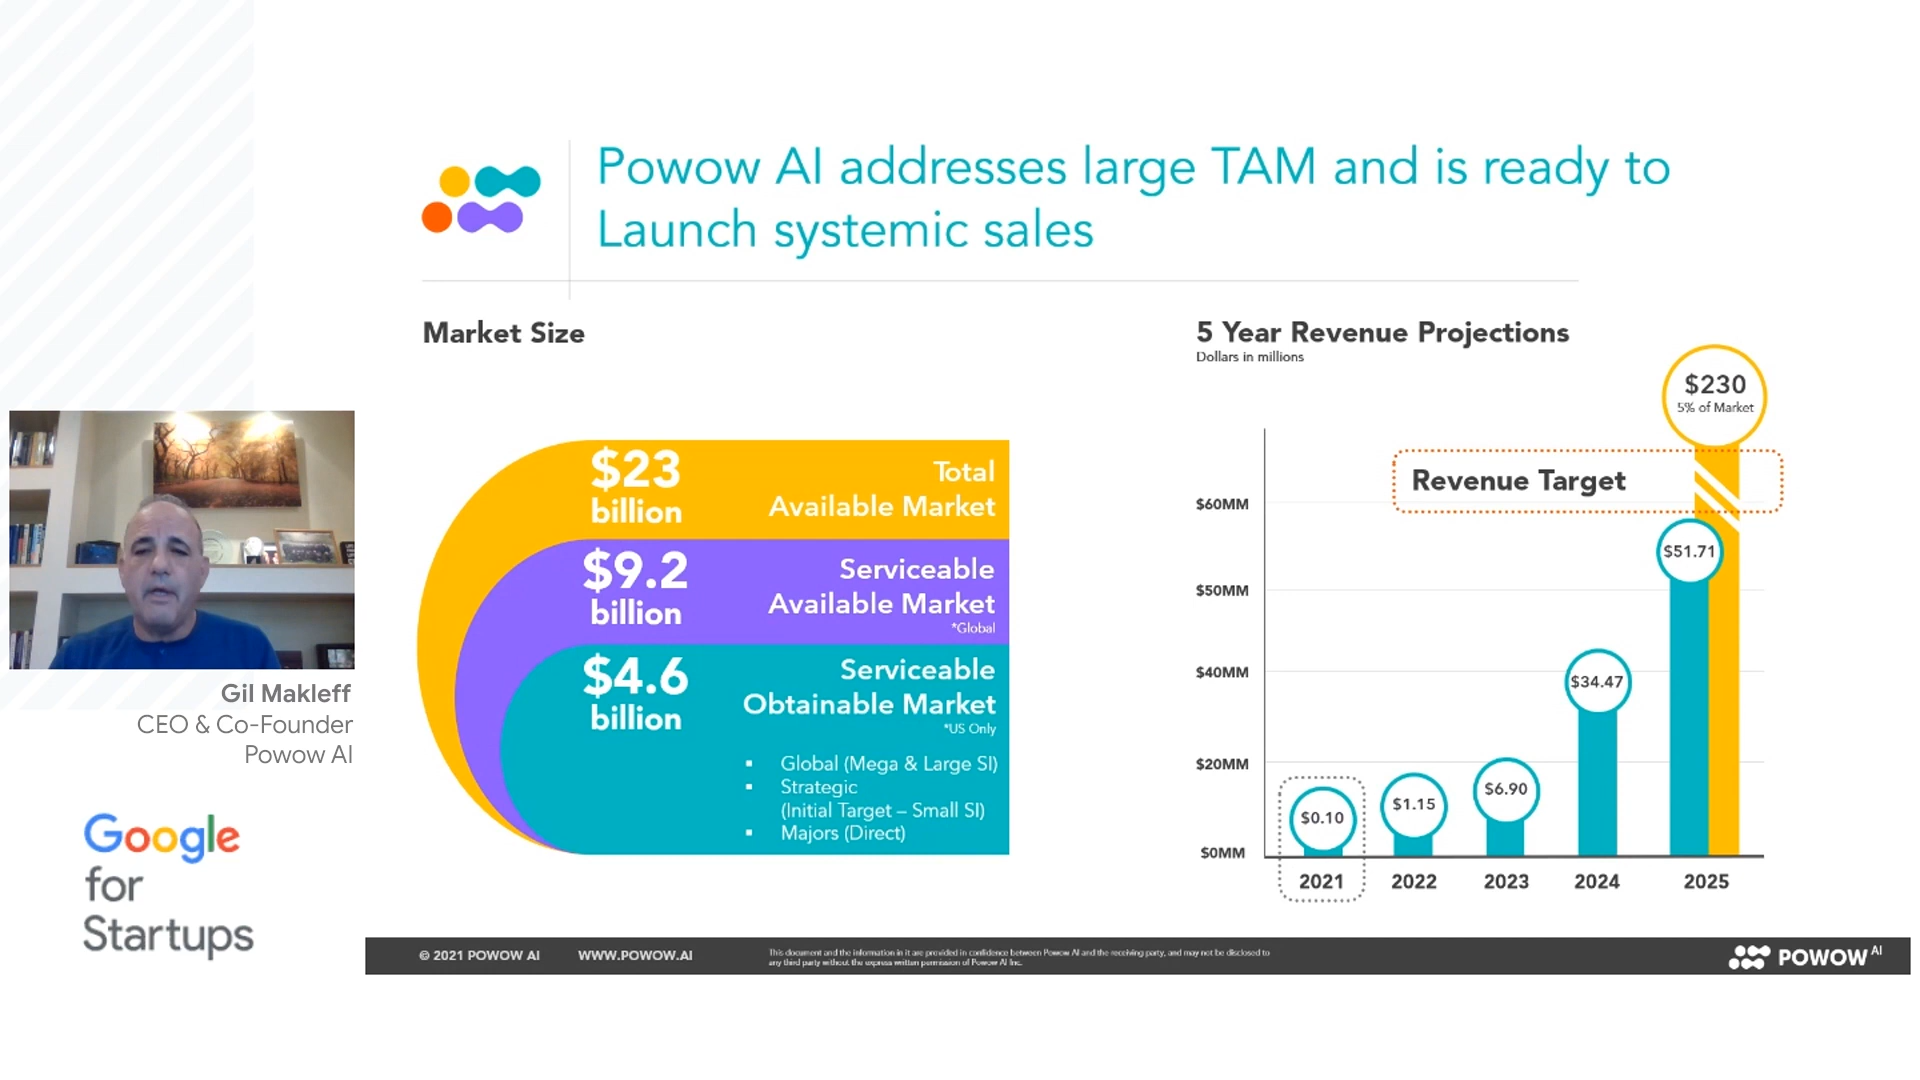 Powow AI addresses large TAM and is ready to
Launch systemic sales
Market Size
$23
billion
Total
Available Market
$9.2
billion
Serviceable
Available Market
*Global
$4.6
billion
Serviceable
Obtainable Market
*US Only
▪ Global (Mega & Large SI)
▪ Strategic
(Initial Target – Small SI)
▪ Majors (Direct)
5 Year Revenue Projections
Dollars in millions
$230
5% of Market
Revenue Target
$60MM
$50MM
$40MM
$20MM
$0MM
$0.10
$1.15
$6.90
$34.47
$51.71
2021
2022
2023
2024
2025
Gil Makleff
CEO & Co-Founder
Powow AI
Google
for
Startups
© 2021 POWOW AI
WWW.POWOW.AI
This document and the information in it are provided in confidence between Powow AI and the receiving party, and may not be disclosed to
any third party without the express written permission of Powow AI Inc.
POWOW AI